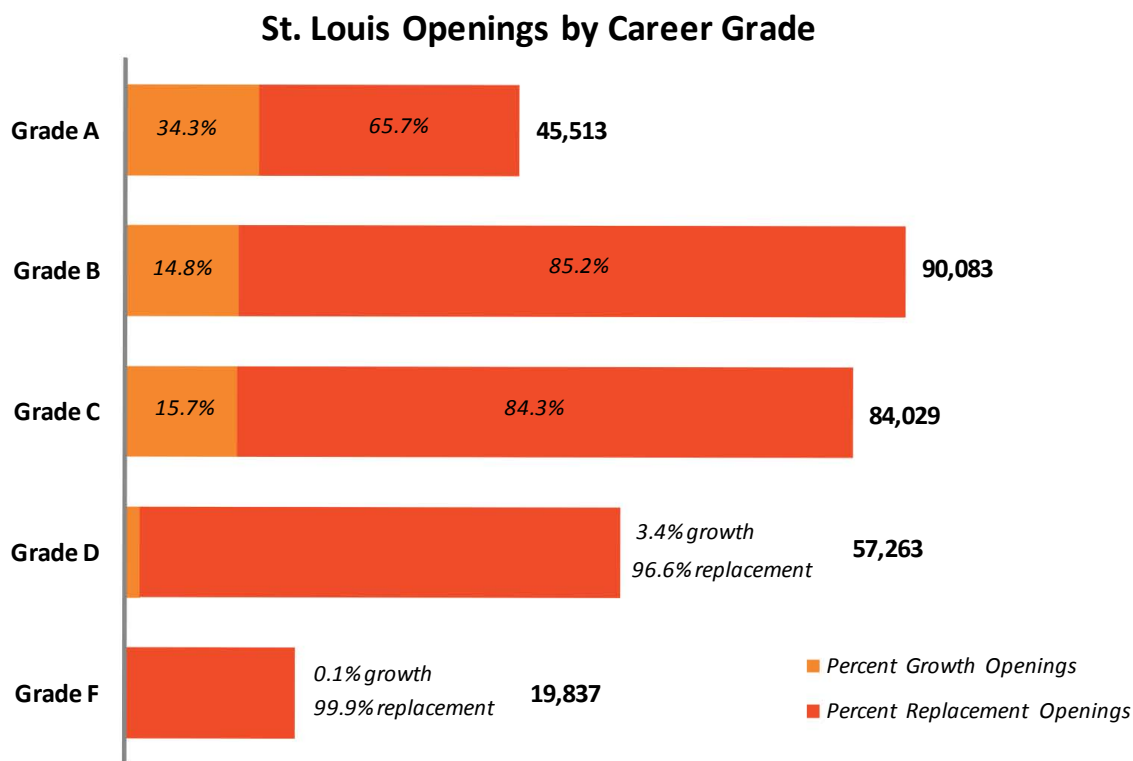 St. Louis Openings by Career Grade
Grade A
34.3%
65.7%
45,513
Grade B
14.8%
85.2%
90,083
Grade C
15.7%
84.3%
84,029
Grade D
3.4% growth
96.6% replacement
57,263
Grade F
0.1% growth
99.9% replacement
19,837
Percent Growth Openings
Percent Replacement Openings